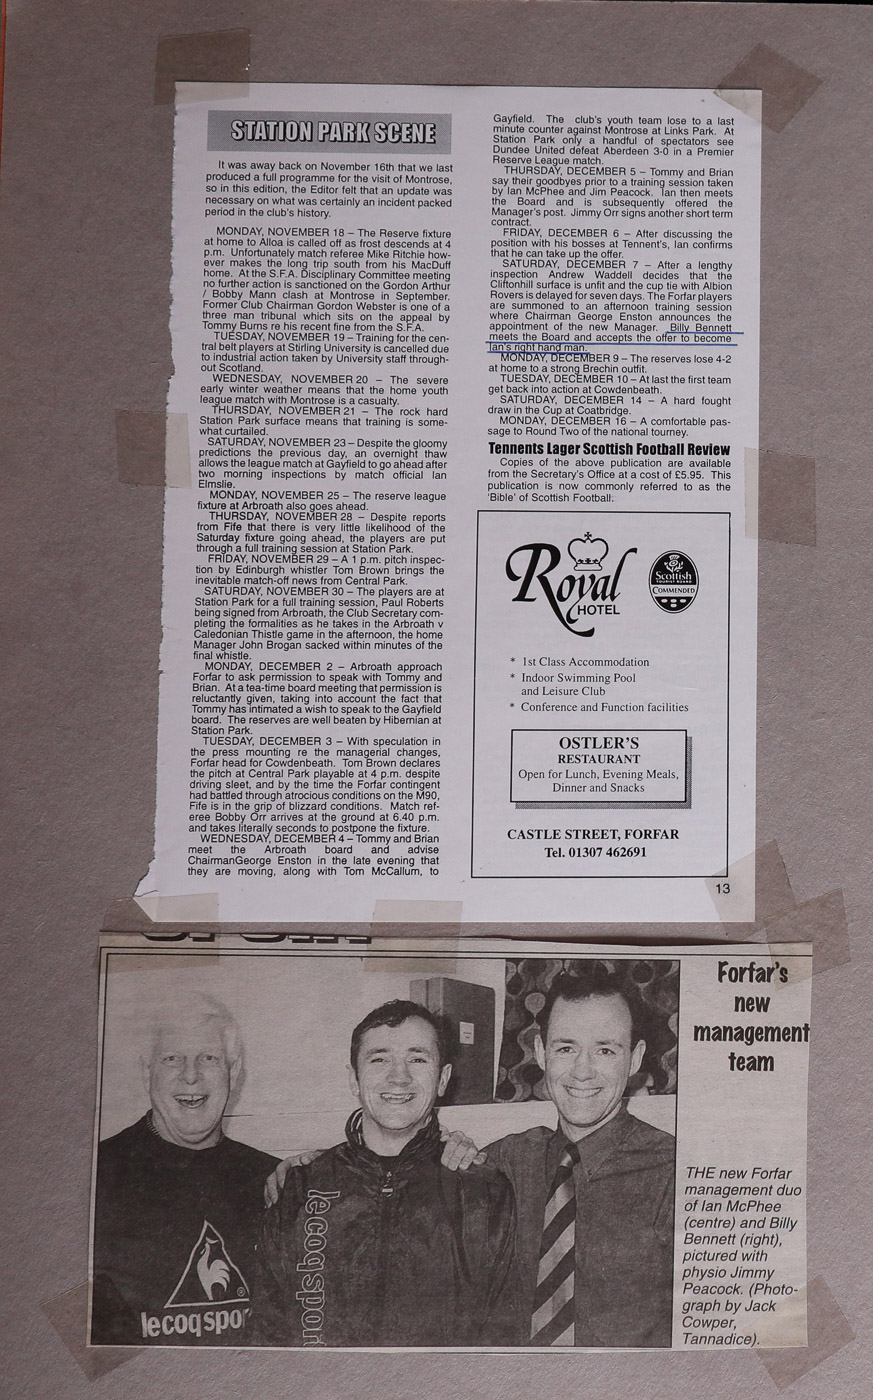 STATION PARK SCENE
It was away back on November 16th that we last
produced a full programme for the visit of Montrose,
so in this edition, the Editor felt that an update was
necessary on what was certainly an incident packed
period in the club's history.
MONDAY, NOVEMBER 18 – The Reserve fixture
at home to Alloa is called off as frost descends at 4
p.m. Unfortunately match referee Mike Ritchie how-
ever makes the long trip south from his MacDuff
home. At the S.F.A. Disciplinary Committee meeting
no further action is sanctioned on the Gordon Arthur
/ Bobby Mann clash at Montrose in September.
Former Club Chairman Gordon Webster is one of a
three man tribunal which sits on the appeal by
Tommy Burns re his recent fine from the S.F.A.
TUESDAY, NOVEMBER 19 – Training for the cen-
tral belt players at Stirling University is cancelled due
to industrial action taken by University staff through-
out Scotland.
WEDNESDAY, NOVEMBER 20 – The severe
early winter weather means that the home youth
league match with Montrose is a casualty.
THURSDAY, NOVEMBER 21 – The rock hard
Station Park surface means that training is some-
what curtailed.
SATURDAY, NOVEMBER 23 – Despite the gloomy
predictions the previous day, an overnight thaw
allows the league match at Gayfield to go ahead after
two morning inspections by match official Ian
Elmslie.
MONDAY, NOVEMBER 25 – The reserve league
fixture at Arbroath also goes ahead.
THURSDAY, NOVEMBER 28 – Despite reports
from Fife that there is very little likelihood of the
Saturday fixture going ahead, the players are put
through a full training session at Station Park.
FRIDAY, NOVEMBER 29 – A 1 p.m. pitch inspec-
tion by Edinburgh whistler Tom Brown brings the
inevitable match-off news from Central Park.
SATURDAY, NOVEMBER 30 – The players are at
Station Park for a full training session, Paul Roberts
being signed from Arbroath, the Club Secretary com-
pleting the formalities as he takes in the Arbroath v
Caledonian Thistle game in the afternoon, the home
Manager John Brogan sacked within minutes of the
final whistle.
MONDAY, DECEMBER 2 – Arbroath approach
Forfar to ask permission to speak with Tommy and
Brian. At a tea-time board meeting that permission is
reluctantly given, taking into account the fact that
Tommy has intimated a wish to speak to the Gayfield
board. The reserves are well beaten by Hibernian at
Station Park.
TUESDAY, DECEMBER 3 – With speculation in
the press mounting re the managerial changes,
Forfar head for Cowdenbeath. Tom Brown declares
the pitch at Central Park playable at 4 p.m. despite
driving sleet, and by the time the Forfar contingent
had battled through atrocious conditions on the M90,
Fife is in the grip of blizzard conditions. Match ref-
eree Bobby Orr arrives at the ground at 6.40 p.m.
and takes literally seconds to postpone the fixture.
WEDNESDAY, DECEMBER 4 – Tommy and Brian
meet the Arbroath board and advise
ChairmanGeorge Enston in the late evening that
they are moving, along with Tom McCallum, to
Gayfield. The club's youth team lose to a last
minute counter against Montrose at Links Park. At
Station Park only a handful of spectators see
Dundee United defeat Aberdeen 3-0 in a Premier
Reserve League match.
THURSDAY, DECEMBER 5 – Tommy and Brian
say their goodbyes prior to a training session taken
by Ian McPhee and Jim Peacock. Ian then meets
the Board and is subsequently offered the
Manager's post. Jimmy Orr signs another short term
contract.
FRIDAY, DECEMBER 6 – After discussing the
position with his bosses at Tennent's, Ian confirms
that he can take up the offer.
SATURDAY, DECEMBER 7 – After a lengthy
inspection Andrew Waddell decides that the
Cliftonhill surface is unfit and the cup tie with Albion
Rovers is delayed for seven days. The Forfar players
are summoned to an afternoon training session
where Chairman George Enston announces the
appointment of the new Manager. Billy Bennett
meets the Board and accepts the offer to become
Ian's right hand man.
MONDAY, DECEMBER 9 – The reserves lose 4-2
at home to a strong Brechin outfit.
TUESDAY, DECEMBER 10 – At last the first team
get back into action at Cowdenbeath.
SATURDAY, DECEMBER 14 – A hard fought
draw in the Cup at Coatbridge.
MONDAY, DECEMBER 16 – A comfortable pas-
sage to Round Two of the national tourney.
Tennents Lager Scottish Football Review
Copies of the above publication are available
from the Secretary's Office at a cost of £5.95. This
publication is now commonly referred to as the
'Bible' of Scottish Football.
Royal
HOTEL
Scottish
TOURIST BOARD
COMMENDED
* 1st Class Accommodation
* Indoor Swimming Pool
and Leisure Club
* Conference and Function facilities
OSTLER'S
RESTAURANT
Open for Lunch, Evening Meals,
Dinner and Snacks
CASTLE STREET, FORFAR
Tel. 01307 462691
13
Forfar's
new
management
team
THE new Forfar
management duo
of Ian McPhee
(centre) and Billy
Bennett (right),
pictured with
physio Jimmy
Peacock. (Photo-
graph by Jack
Cowper,
Tannadice).
le coq spor
le coq sport